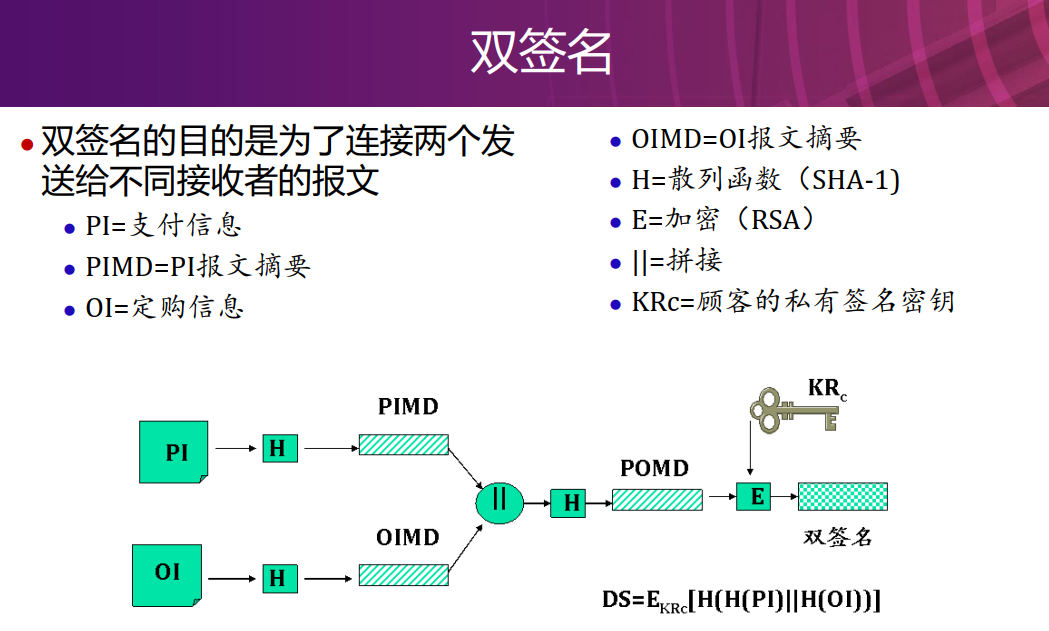 双签名
•双签名的目的是为了连接两个发
送给不同接收者的报文
•PI=支付信息
•PIMD=PI报文摘要
•OI=定购信息
•OIMD=OI报文摘要
•H=散列函数（SHA-1)
•E=加密（RSA）
•||=拼接
•KRc=顾客的私有签名密钥
KRc
PIMD
PI
H
POMD
||
H
E
OIMD
双签名
OI
H
DS=EKRc[H(H(PI)||H(OI))]